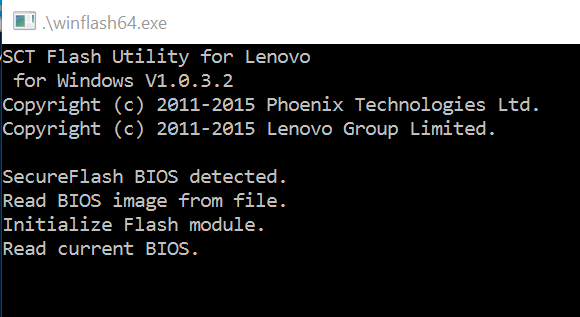 .\winflash64.exe
SCT Flash Utility for Lenovo
for Windows V1.0.3.2
Copyright (c) 2011-2015 Phoenix Technologies Ltd.
Copyright (c) 2011-2015 Lenovo Group Limited.
SecureFlash BIOS detected.
Read BIOS image from file.
Initialize Flash module.
Read current BIOS.